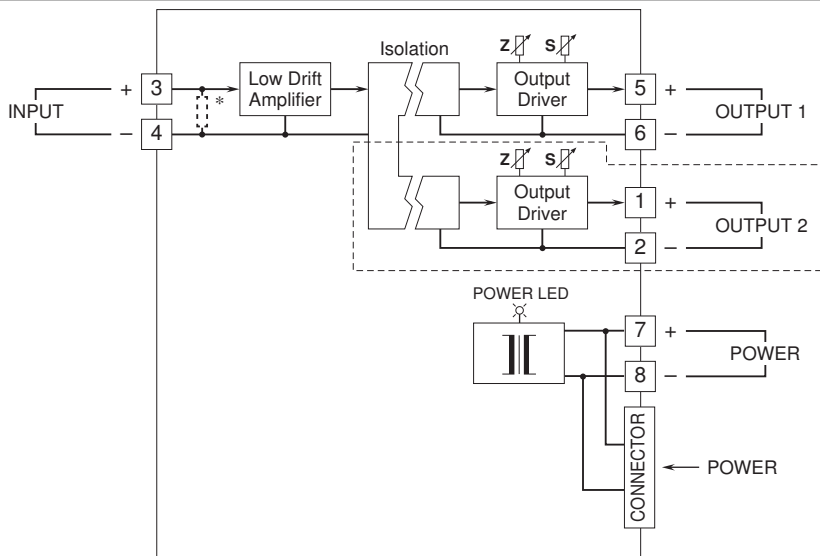 Isolation
Z S
INPUT
+ 3
*
Low Drift
Amplifier
Output
Driver
5 +
OUTPUT 1
− 4
6 −
Z S
Output
Driver
1 +
OUTPUT 2
2 −
POWER LED
7 +
POWER
8 −
CONNECTOR
POWER